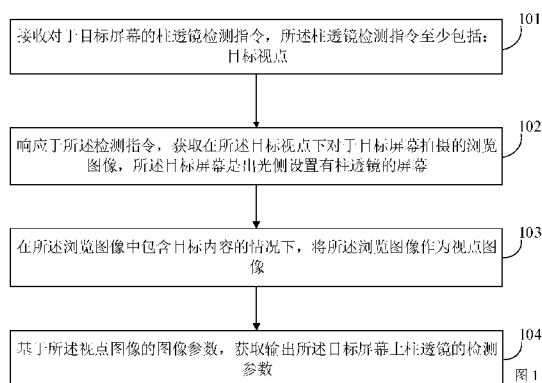 101
接收对于目标屏幕的柱透镜检测指令，所述柱透镜检测指令至少包括：
目标视点
102
响应于所述检测指令，获取在所述目标视点下对于目标屏幕拍摄的浏览
图像，所述目标屏幕是出光侧设置有柱透镜的屏幕
103
在所述浏览图像中包含目标内容的情况下，将所述浏览图像作为视点图
像
104
基于所述视点图像的图像参数，获取输出所述目标屏幕上柱透镜的检测
参数
图1